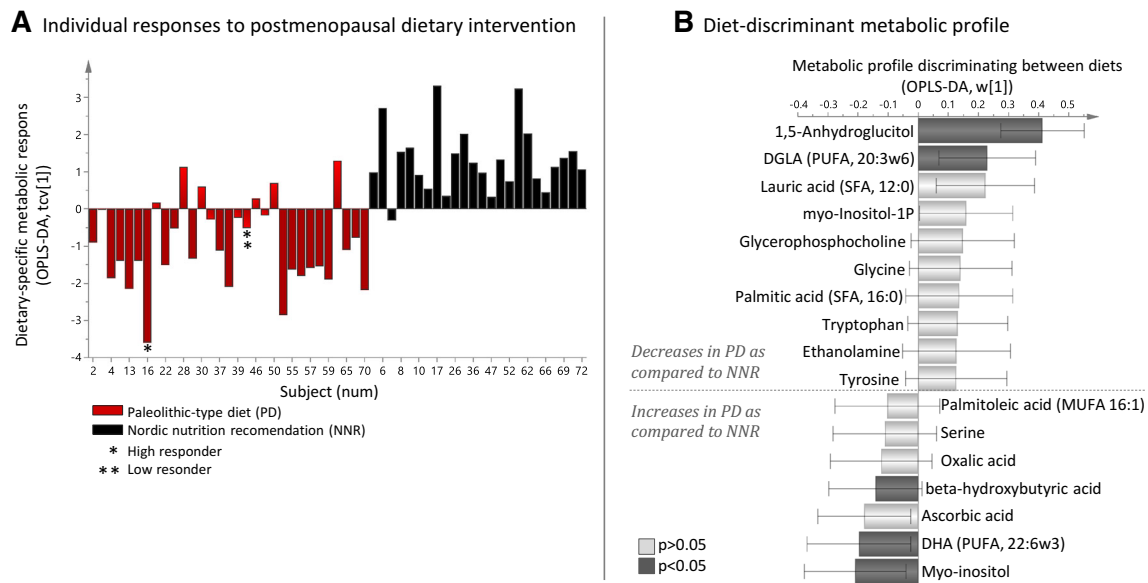 A Individual responses to postmenopausal dietary intervention
Dietary-specific metabolic respons
(OPLS-DA, tcv[1])
3
2
1
0
-1
-2
-3
-4
2 4 13 16 22 28 30 37 39 46 50 55 57 59 65 70 6 8 10 17 26 36 47 52 62 66 69 72
Subject (num)
*
*
*
Paleolithic-type diet (PD)
Nordic nutrition recomendation (NNR)
* High responder
** Low resonder
B Diet-discriminant metabolic profile
Metabolic profile discriminating between diets
(OPLS-DA, w[1])
-0.4 -0.3 -0.2 -0.1 0 0.1 0.2 0.3 0.4 0.5
1,5-Anhydroglucitol
DGLA (PUFA, 20:3w6)
Lauric acid (SFA, 12:0)
myo-Inositol-1P
Glycerophosphocholine
Glycine
Palmitic acid (SFA, 16:0)
Tryptophan
Ethanolamine
Tyrosine
Decreases in PD as
compared to NNR
Increases in PD as
compared to NNR
Palmitoleic acid (MUFA 16:1)
Serine
Oxalic acid
beta-hydroxybutyric acid
Ascorbic acid
DHA (PUFA, 22:6w3)
Myo-inositol
p>0.05
p<0.05